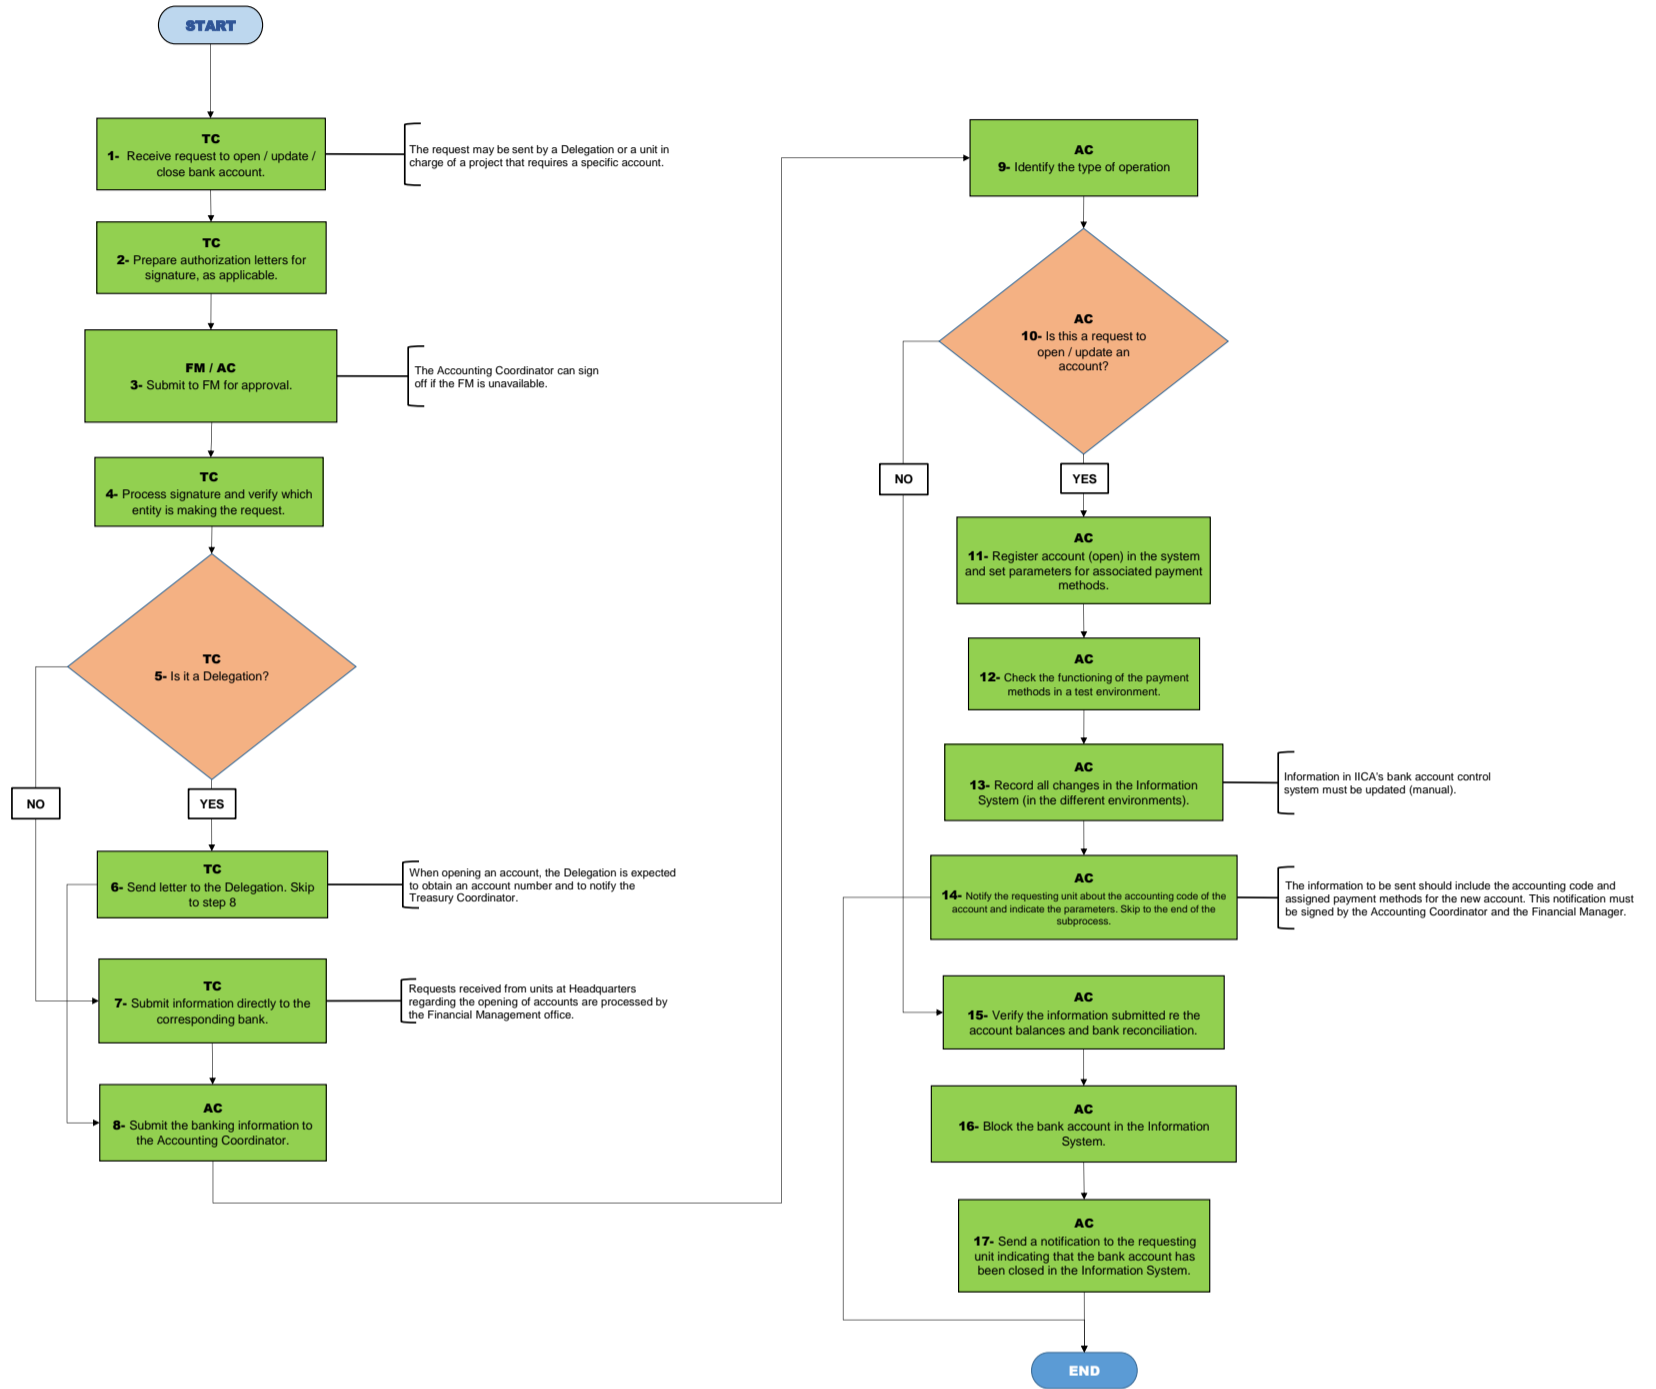 START
TC
1- Receive request to open / update /
close bank account.
The request may be sent by a Delegation or a unit in
charge of a project that requires a specific account.
TC
2- Prepare authorization letters for
signature, as applicable.
FM / AC
3- Submit to FM for approval.
The Accounting Coordinator can sign
off if the FM is unavailable.
TC
4- Process signature and verify which
entity is making the request.
TC
5- Is it a Delegation?
NO
YES
TC
6- Send letter to the Delegation. Skip
to step 8
When opening an account, the Delegation is expected
to obtain an account number and to notify the
Treasury Coordinator.
TC
7- Submit information directly to the
corresponding bank.
Requests received from units at Headquarters
regarding the opening of accounts are processed by
the Financial Management office.
AC
8- Submit the banking information to
the Accounting Coordinator.
AC
9- Identify the type of operation
AC
10- Is this a request to
open / update an
account?
NO
YES
AC
11- Register account (open) in the system
and set parameters for associated payment
methods.
AC
12- Check the functioning of the payment
methods in a test environment.
AC
13- Record all changes in the Information
System (in the different environments).
Information in IICA's bank account control
system must be updated (manual).
AC
14- Notify the requesting unit about the accounting code of the
account and indicate the parameters. Skip to the end of the
subprocess.
The information to be sent should include the accounting code and
assigned payment methods for the new account. This notification must
be signed by the Accounting Coordinator and the Financial Manager.
AC
15- Verify the information submitted re the
account balances and bank reconciliation.
AC
16- Block the bank account in the Information
System.
AC
17- Send a notification to the requesting
unit indicating that the bank account has
been closed in the Information System.
END